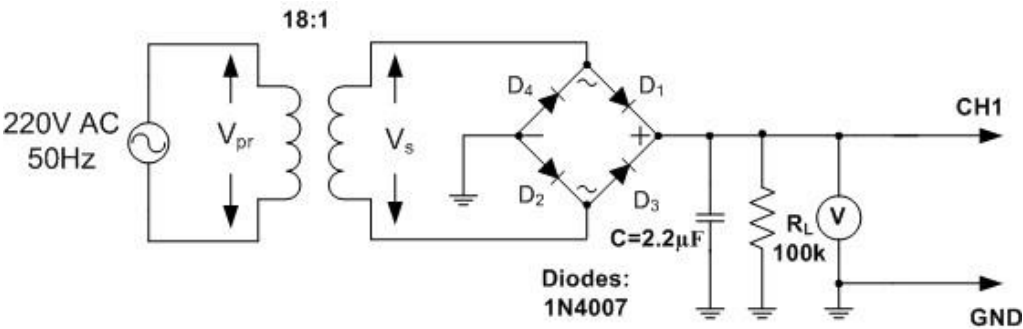 18:1
220V AC
50Hz
Vpr
Vs
D4
D1
D2
D3
~
~
− +
C=2.2µF
RL
100k
V
CH1
GND
Diodes:
1N4007